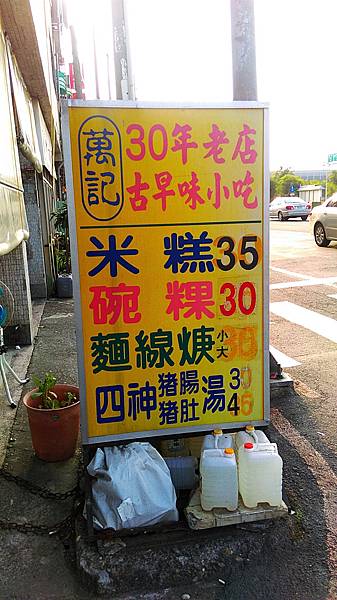 萬記
30年老店
古早味小吃
米糕35
碗粿30
麵線焿小大
四神豬腸豬肚湯